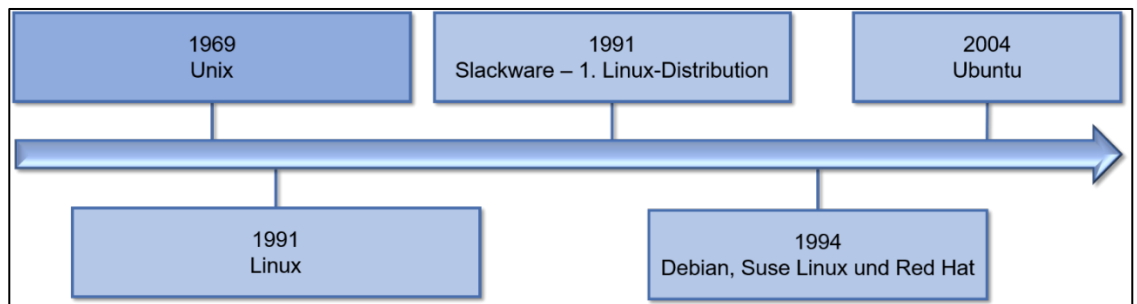 1969
Unix
1991
Slackware – 1. Linux-Distribution
2004
Ubuntu
1991
Linux
1994
Debian, Suse Linux und Red Hat